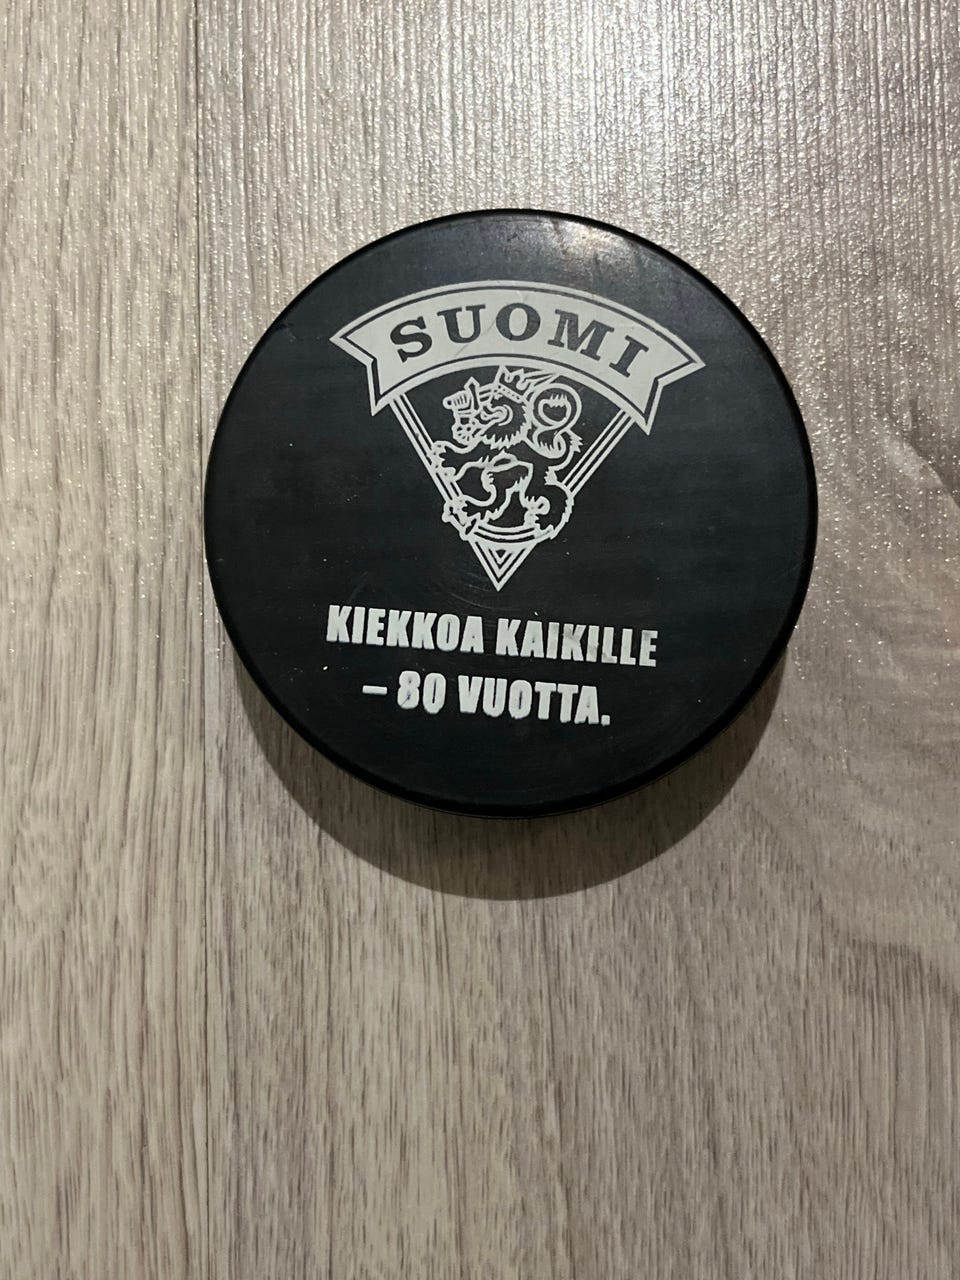 SUOMI
KIEKKOA KAIKILLE
– 80 VUOTTA.